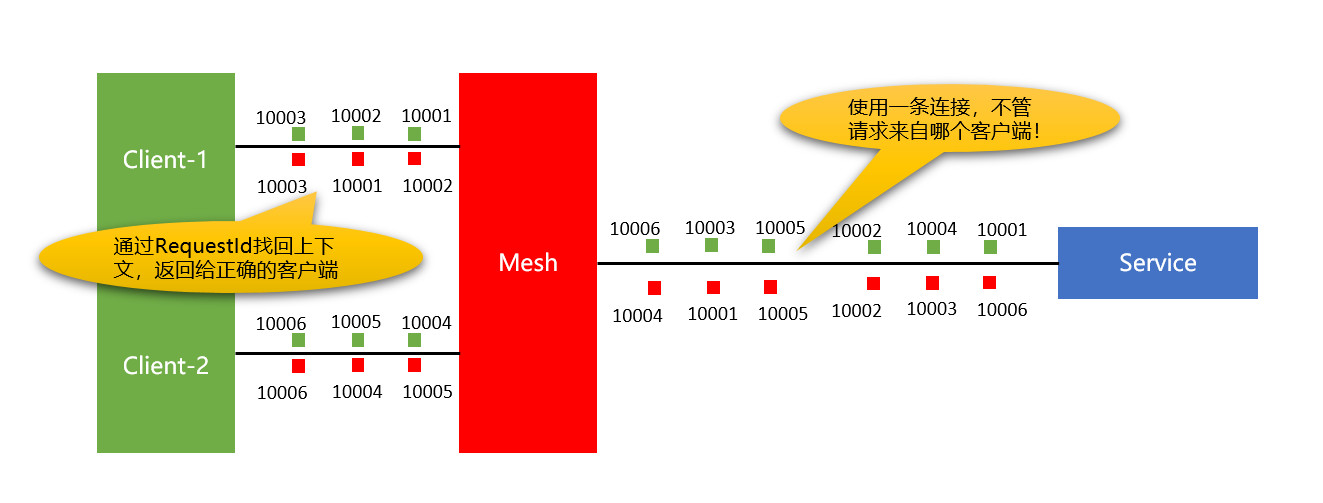 10003 10002 10001
Client-1
10003 10001 10002
通过RequestId找回上下
文，返回给正确的客户端
10006 10005 10004
Client-2
10006 10004 10005
Mesh
使用一条连接，不管
请求来自哪个客户端！
10006 10003 10005 10002 10004 10001
10004 10001 10005 10002 10003 10006
Service